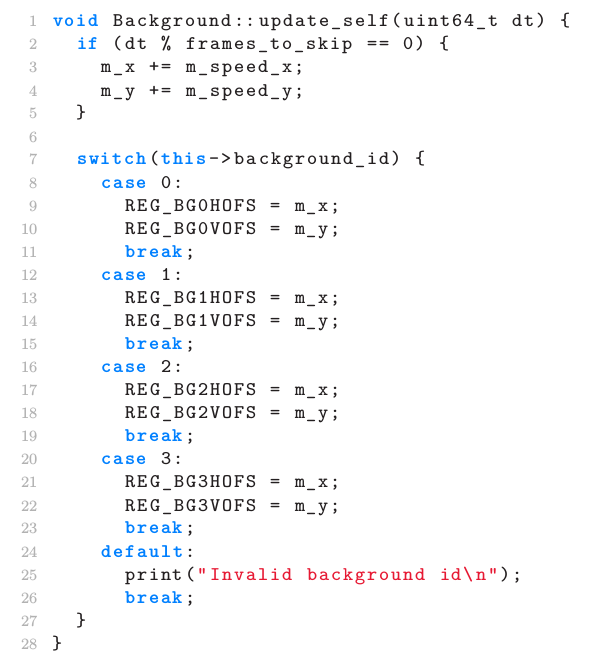 1 void Background::update_self(uint64_t dt) {
2   if (dt % frames_to_skip == 0) {
3     m_x += m_speed_x;
4     m_y += m_speed_y;
5   }
6
7   switch(this->background_id) {
8     case 0:
9       REG_BG0HOFS = m_x;
10       REG_BG0VOFS = m_y;
11       break;
12     case 1:
13       REG_BG1HOFS = m_x;
14       REG_BG1VOFS = m_y;
15       break;
16     case 2:
17       REG_BG2HOFS = m_x;
18       REG_BG2VOFS = m_y;
19       break;
20     case 3:
21       REG_BG3HOFS = m_x;
22       REG_BG3VOFS = m_y;
23       break;
24     default:
25       print("Invalid background id\n");
26       break;
27   }
28 }